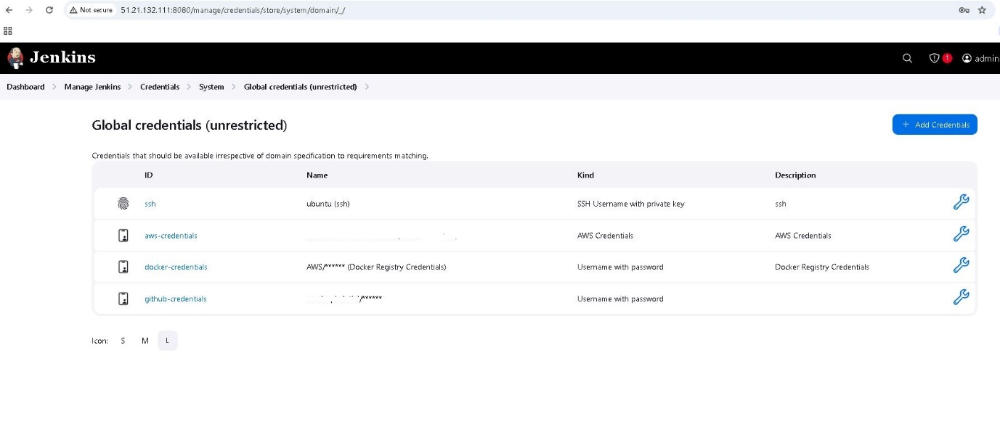 Not secure 51.21.132.111:8080/manage/credentials/store/system/domain/_/
Jenkins
1 admin
Dashboard Manage Jenkins Credentials System Global credentials (unrestricted)
Global credentials (unrestricted)
+ Add Credentials
Credentials that should be available irrespective of domain specification to requirements matching.
ID Name Kind Description
ssh ubuntu (ssh) SSH Username with private key ssh
aws-credentials AWS Credentials AWS Credentials
docker-credentials AWS/****** (Docker Registry Credentials) Username with password Docker Registry Credentials
github-credentials /****** Username with password
Icon: S M L